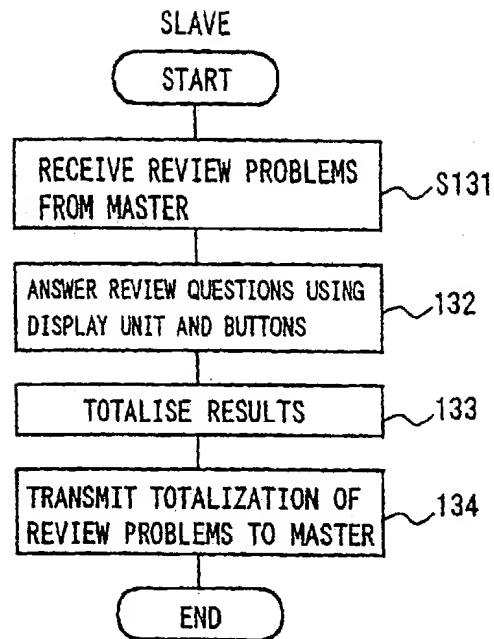 SLAVE
START
RECEIVE REVIEW PROBLEMS
FROM MASTER
S131
ANSWER REVIEW QUESTIONS USING
DISPLAY UNIT AND BUTTONS
132
TOTALISE RESULTS
133
TRANSMIT TOTALIZATION OF
REVIEW PROBLEMS TO MASTER
134
END